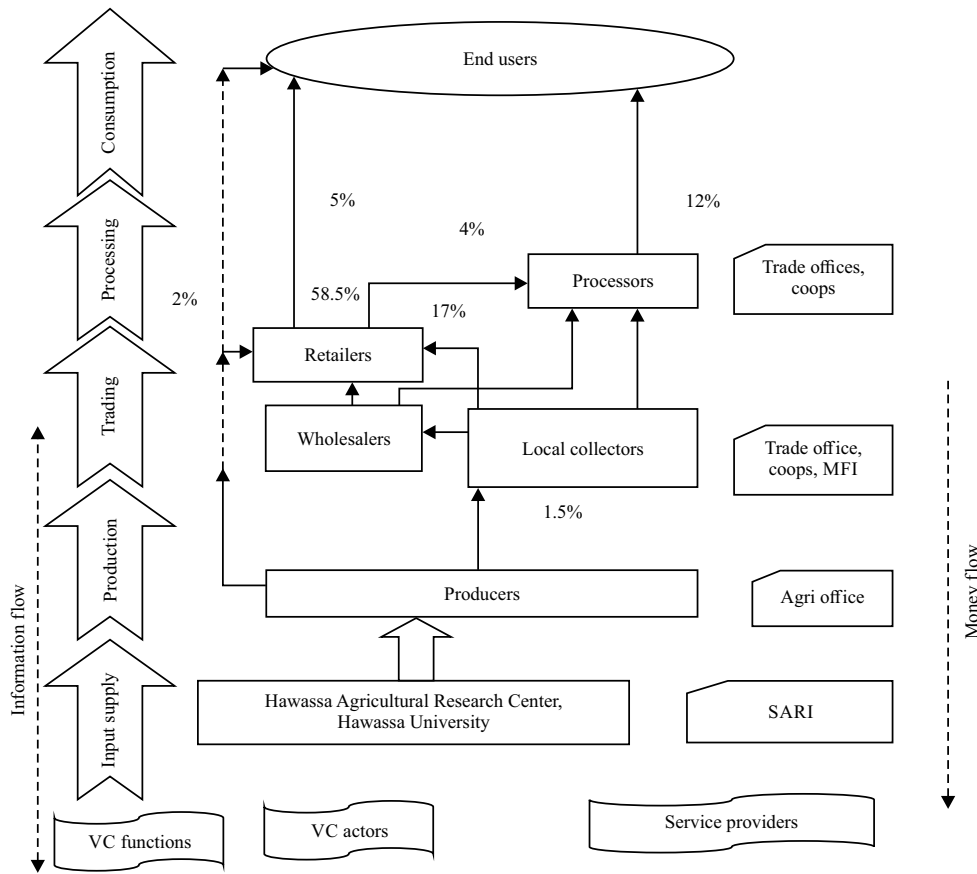 End users
Consumption
5%
12%
4%
Processing
Processors
Trade offices,
coops
2%
58.5%
17%
Retailers
Trading
Wholesalers
Local collectors
Trade office,
coops, MFI
1.5%
Production
Producers
Agri office
Information flow
Money flow
Input supply
Hawassa Agricultural Research Center,
Hawassa University
SARI
VC functions
VC actors
Service providers